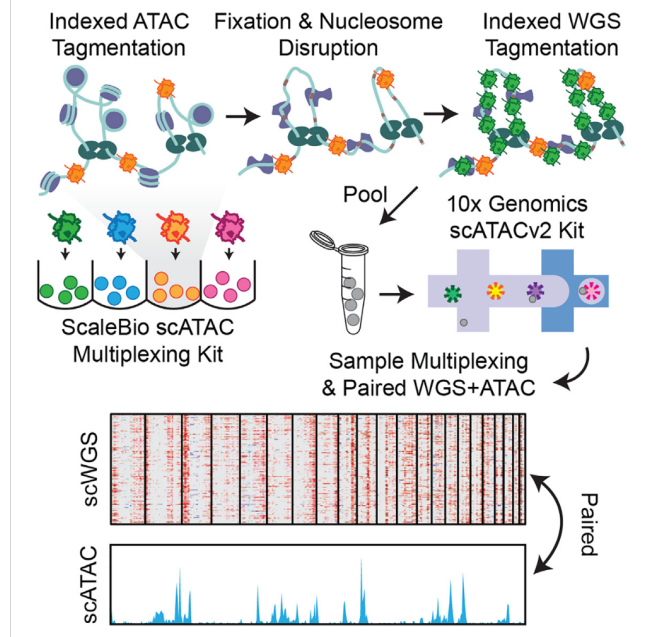 Indexed ATAC
Tagmentation
Fixation & Nucleosome
Disruption
Indexed WGS
Tagmentation
Pool
10x Genomics
scATACv2 Kit
ScaleBio scATAC
Multiplexing Kit
Sample Multiplexing
& Paired WGS+ATAC
scWGS
Paired
scATAC